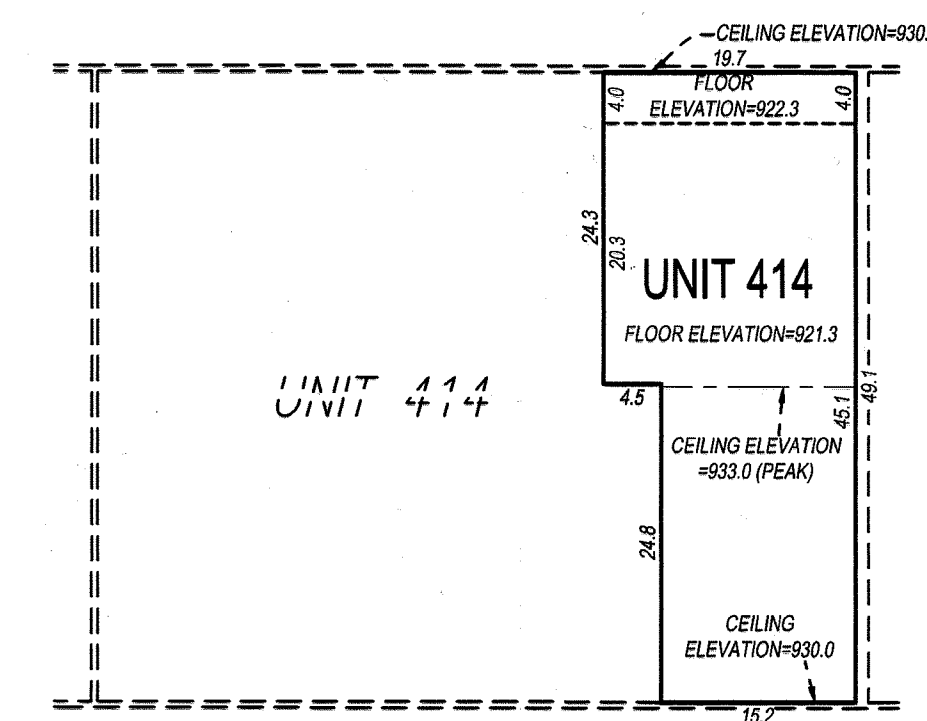 CEILING ELEVATION=930.
19.7
FLOOR
ELEVATION=922.3
4.0
4.0
24.3
20.3
UNIT 414
FLOOR ELEVATION=921.3
UNIT 414
4.5
45.1
49.1
CEILING ELEVATION
=933.0 (PEAK)
24.8
CEILING
ELEVATION=930.0
15.2